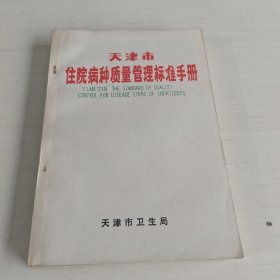 天津市
住院病种质量管理标准手册
TIAN JIN THE STANDARD OF QUALITY
CONTROL FOR DISEASE ITEMS OF INPATIENTS
天津市卫生局